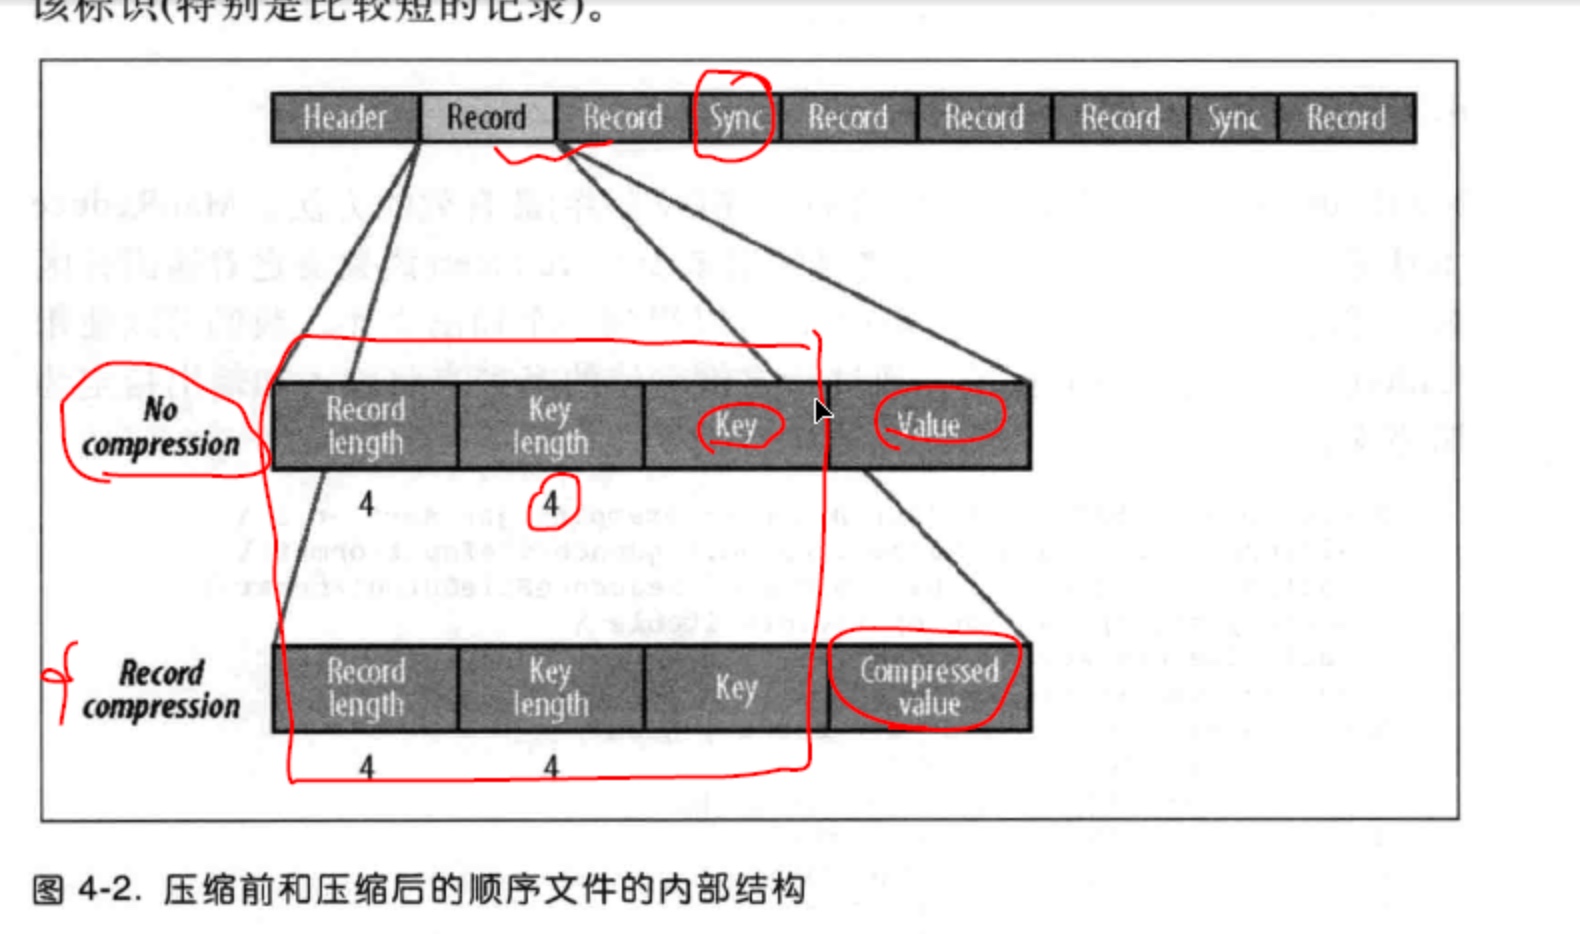 该标识(特别是比较短的记录)。
Header Record Record Sync Record Record Record Sync Record
No
compression
Record
length
Key
length
Key
Value
4 4
Record
compression
Record
length
Key
length
Key
Compressed
value
4 4
图 4-2. 压缩前和压缩后的顺序文件的内部结构